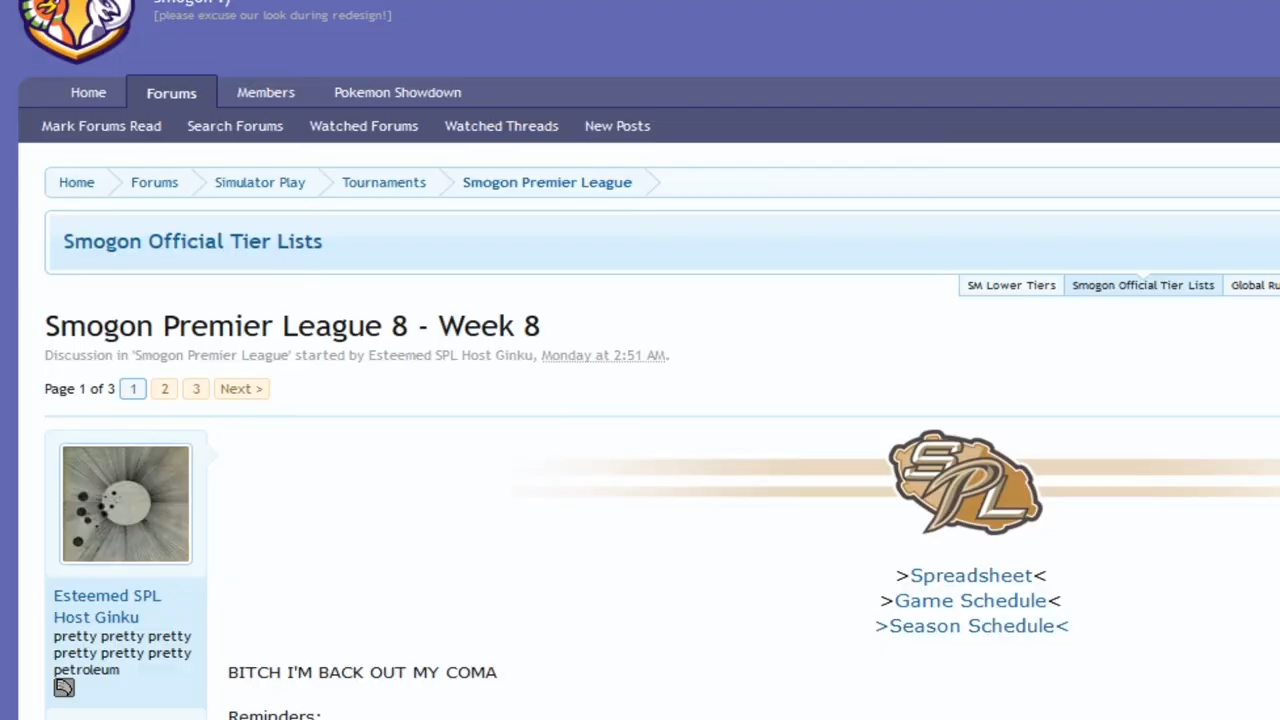 [please excuse our look during redesign!]
Home Forums Members Pokemon Showdown
Mark Forums Read Search Forums Watched Forums Watched Threads New Posts
Home Forums Simulator Play Tournaments Smogon Premier League
Smogon Official Tier Lists
SM Lower Tiers Smogon Official Tier Lists Global Ru
Smogon Premier League 8 - Week 8
Discussion in 'Smogon Premier League' started by Esteemed SPL Host Ginku, Monday at 2:51 AM.
Page 1 of 3 1 2 3 Next >
SPL
>Spreadsheet<
>Game Schedule<
>Season Schedule<
Esteemed SPL
Host Ginku
pretty pretty pretty
pretty pretty pretty
petroleum
BITCH I'M BACK OUT MY COMA
Reminders: